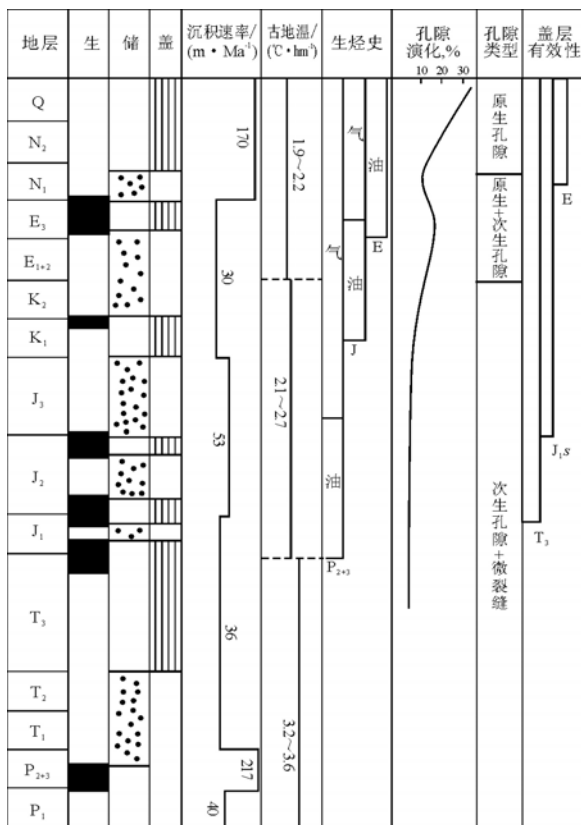 地层
生
储
盖
沉积速率/
(m·Ma)
古地温/
(℃·hm⁻¹)
生烃史
孔隙
演化,%
10 20 30
孔隙
类型
盖层
有效性
Q
N₂
N₁
E₃
E₁₊₂
K₂
K₁
J₃
J₂
J₁
T₃
T₂
T₁
P₂₊₃
P₁
170
30
53
36
217
40
1.9~2.2
2.1~2.7
3.2~3.6
气
油
E
气
油
J
油
P₂₊₃
原生孔隙
原生+次生孔隙
次生孔隙+微裂缝
E
J₁s
T₃